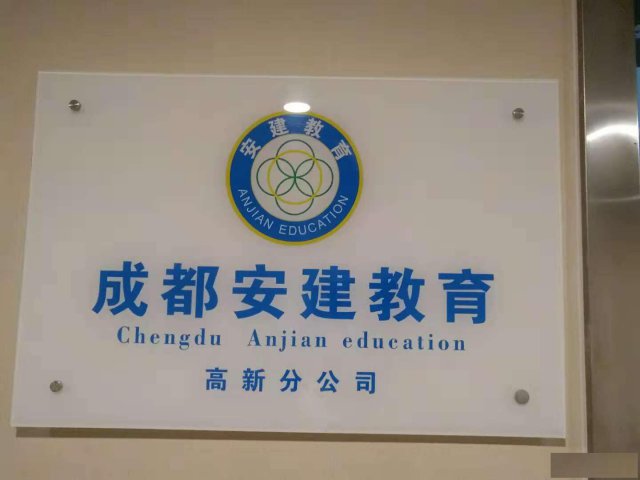 安建教育
ANJIAN EDUCATION
成都安建教育
Chengdu Anjian education
高新分公司